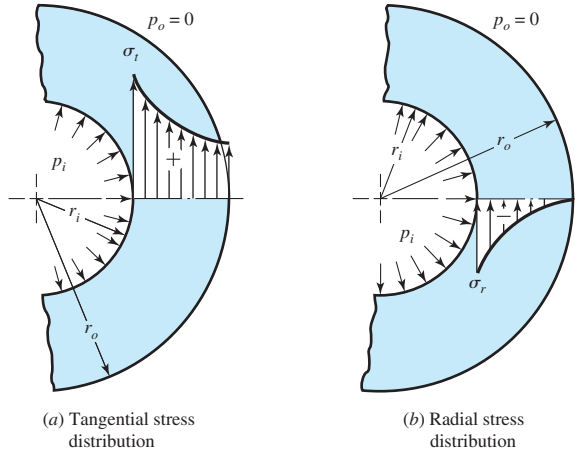 p_o = 0
σ_t
p_i
+
r_i
r_o
(a) Tangential stress
distribution
p_o = 0
r_i
r_o
−
p_i
σ_r
(b) Radial stress
distribution